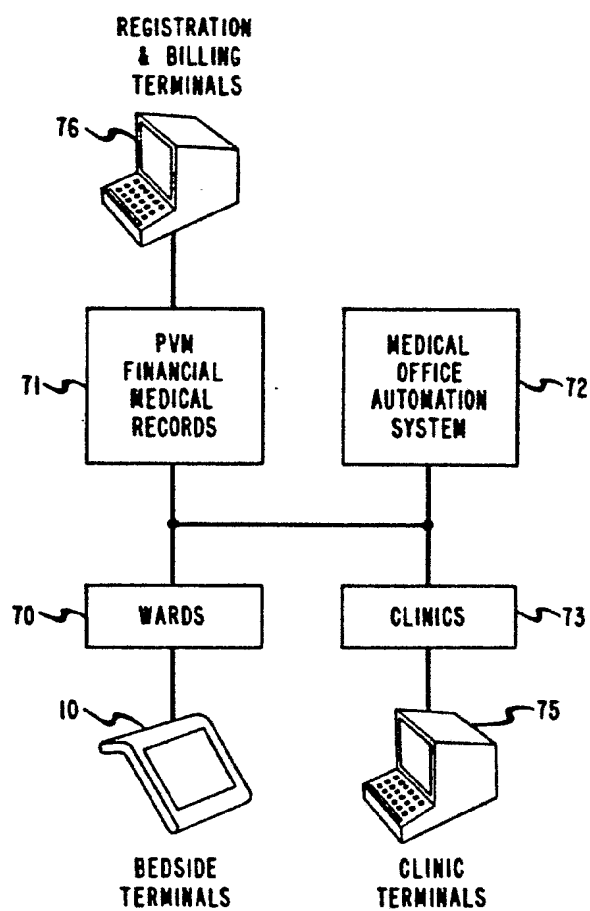 REGISTRATION
& BILLING
TERMINALS
76
PVM
FINANCIAL
MEDICAL
RECORDS
71
MEDICAL
OFFICE
AUTOMATION
SYSTEM
72
70
WARDS
CLINICS
73
10
75
BEDSIDE
TERMINALS
CLINIC
TERMINALS